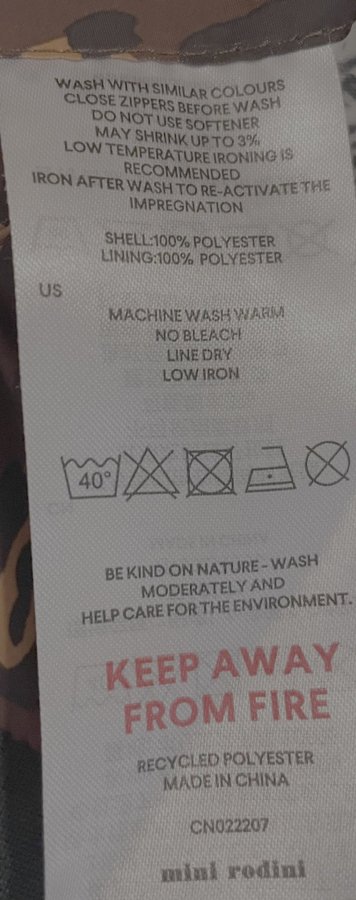 WASH WITH SIMILAR COLOURS
CLOSE ZIPPERS BEFORE WASH
DO NOT USE SOFTENER
MAY SHRINK UP TO 3%
LOW TEMPERATURE IRONING IS
RECOMMENDED
IRON AFTER WASH TO RE-ACTIVATE THE
IMPREGNATION
SHELL:100% POLYESTER
LINING:100% POLYESTER
US
MACHINE WASH WARM
NO BLEACH
LINE DRY
LOW IRON
40°
BE KIND ON NATURE - WASH
MODERATELY AND
HELP CARE FOR THE ENVIRONMENT.
KEEP AWAY
FROM FIRE
RECYCLED POLYESTER
MADE IN CHINA
CN022207
mini rodini